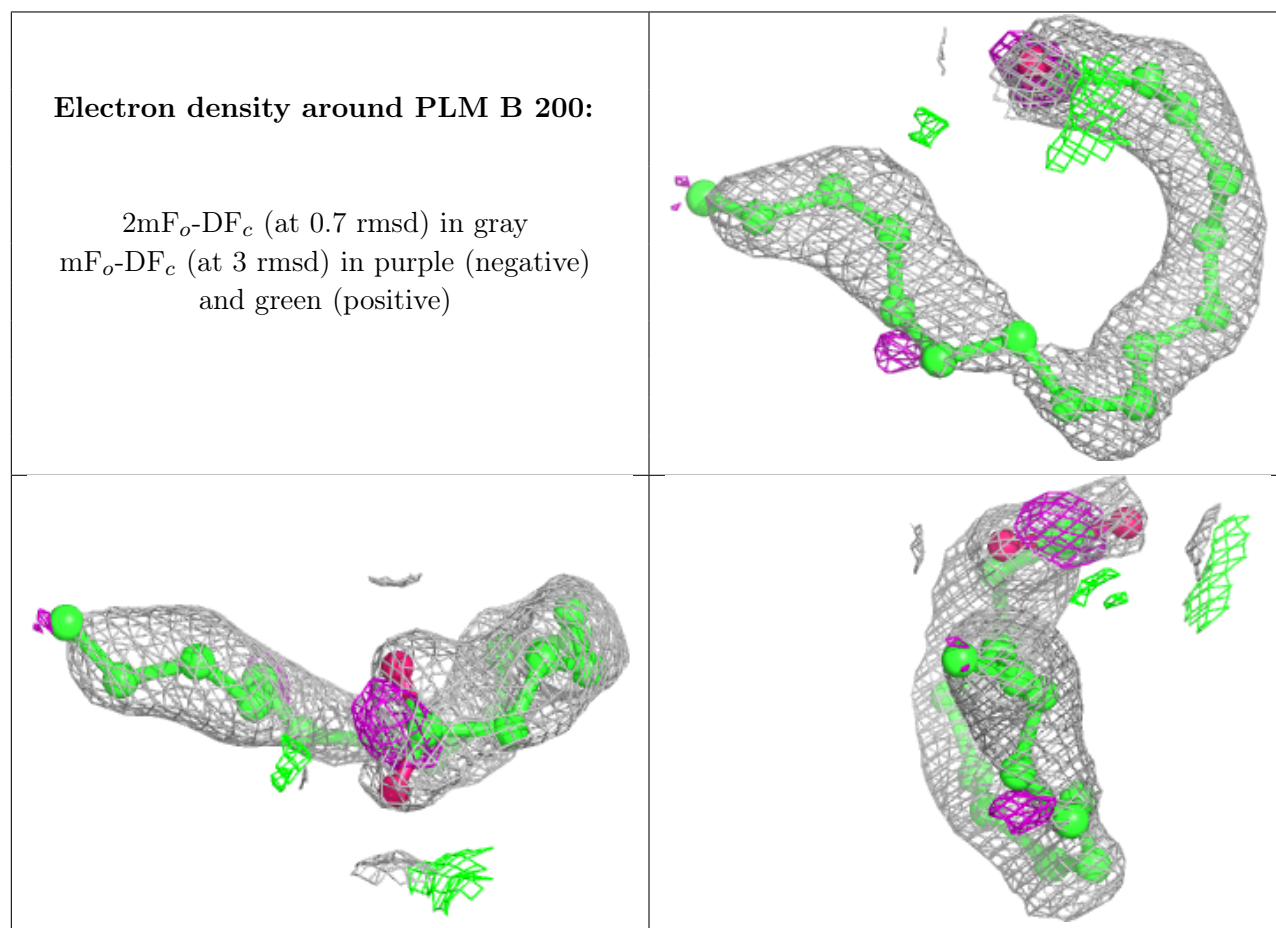 Electron density around PLM B 200:
2mFo-DFc (at 0.7 rmsd) in gray
mFo-DFc (at 3 rmsd) in purple (negative)
and green (positive)